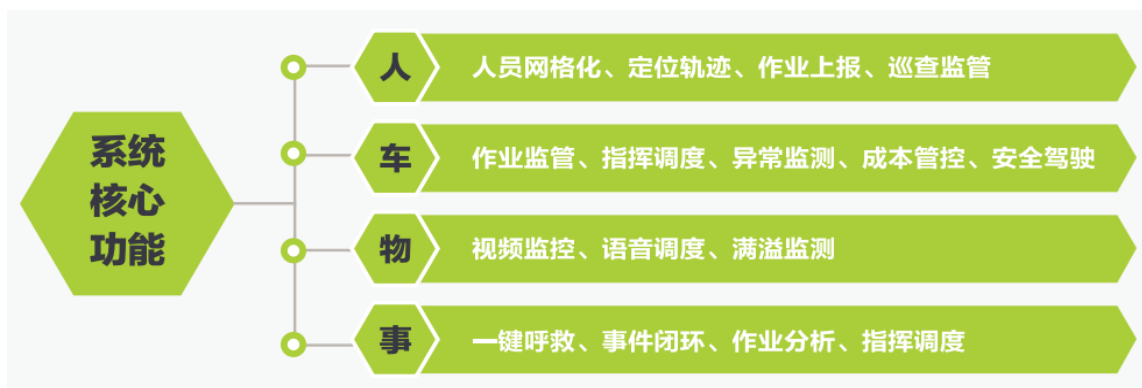 系统
核心
功能
人
人员网格化、定位轨迹、作业上报、巡查监管
车
作业监管、指挥调度、异常监测、成本管控、安全驾驶
物
视频监控、语音调度、满溢监测
事
一键呼救、事件闭环、作业分析、指挥调度